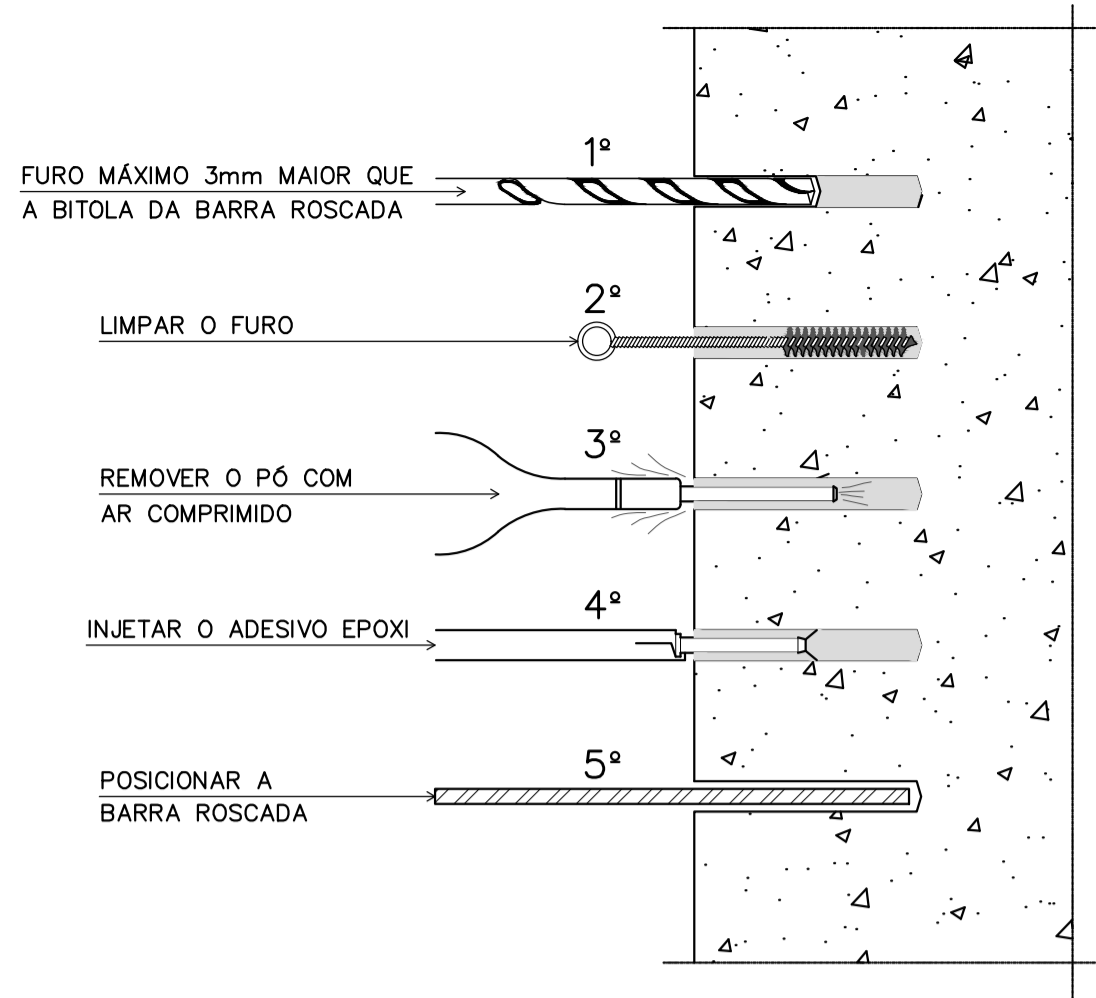 1º
FURO MÁXIMO 3mm MAIOR QUE
A BITOLA DA BARRA ROSCADA
2º
LIMPAR O FURO
3º
REMOVER O PÓ COM
AR COMPRIMIDO
4º
INJETAR O ADESIVO EPOXI
5º
POSICIONAR A
BARRA ROSCADA